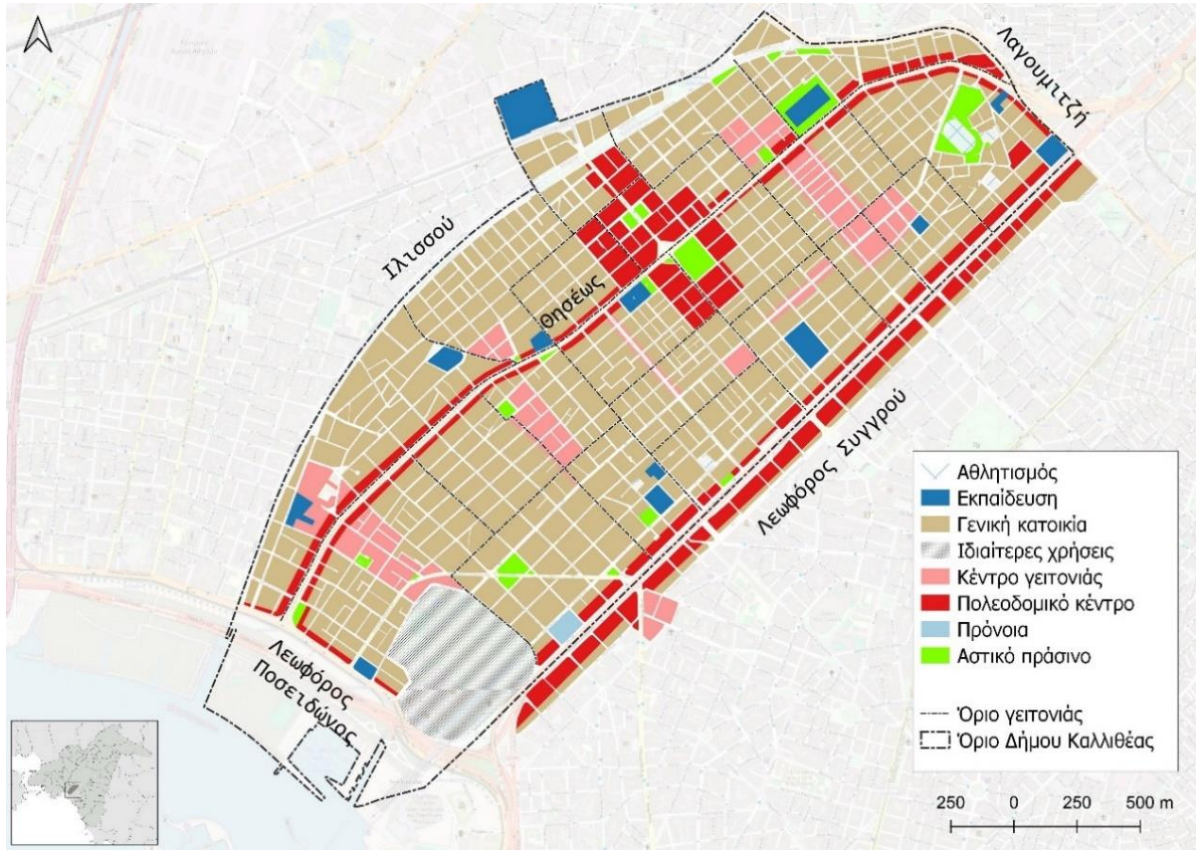 Λαγουμιτζή
Ιλισσού
Θησέως
Λεωφόρος Συγγρού
Λεωφόρος
Ποσειδώνος
Αθλητισμός
Εκπαίδευση
Γενική κατοικία
Ιδιαίτερες χρήσεις
Κέντρο γειτονιάς
Πολεοδομικό κέντρο
Πρόνοια
Αστικό πράσινο
Όριο γειτονιάς
Όριο Δήμου Καλλιθέας
250 0 250 500 m